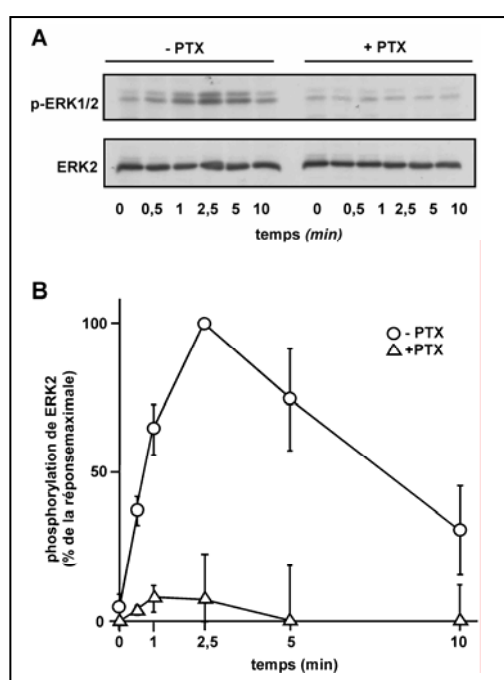 A
- PTX
+ PTX
p-ERK1/2
ERK2
0 0,5 1 2,5 5 10 0 0,5 1 2,5 5 10
temps (min)
B
100
50
0
- PTX
+PTX
phosphorylation de ERK2
(% de la réponsemaximale)
0 1 2,5 5 10
temps (min)